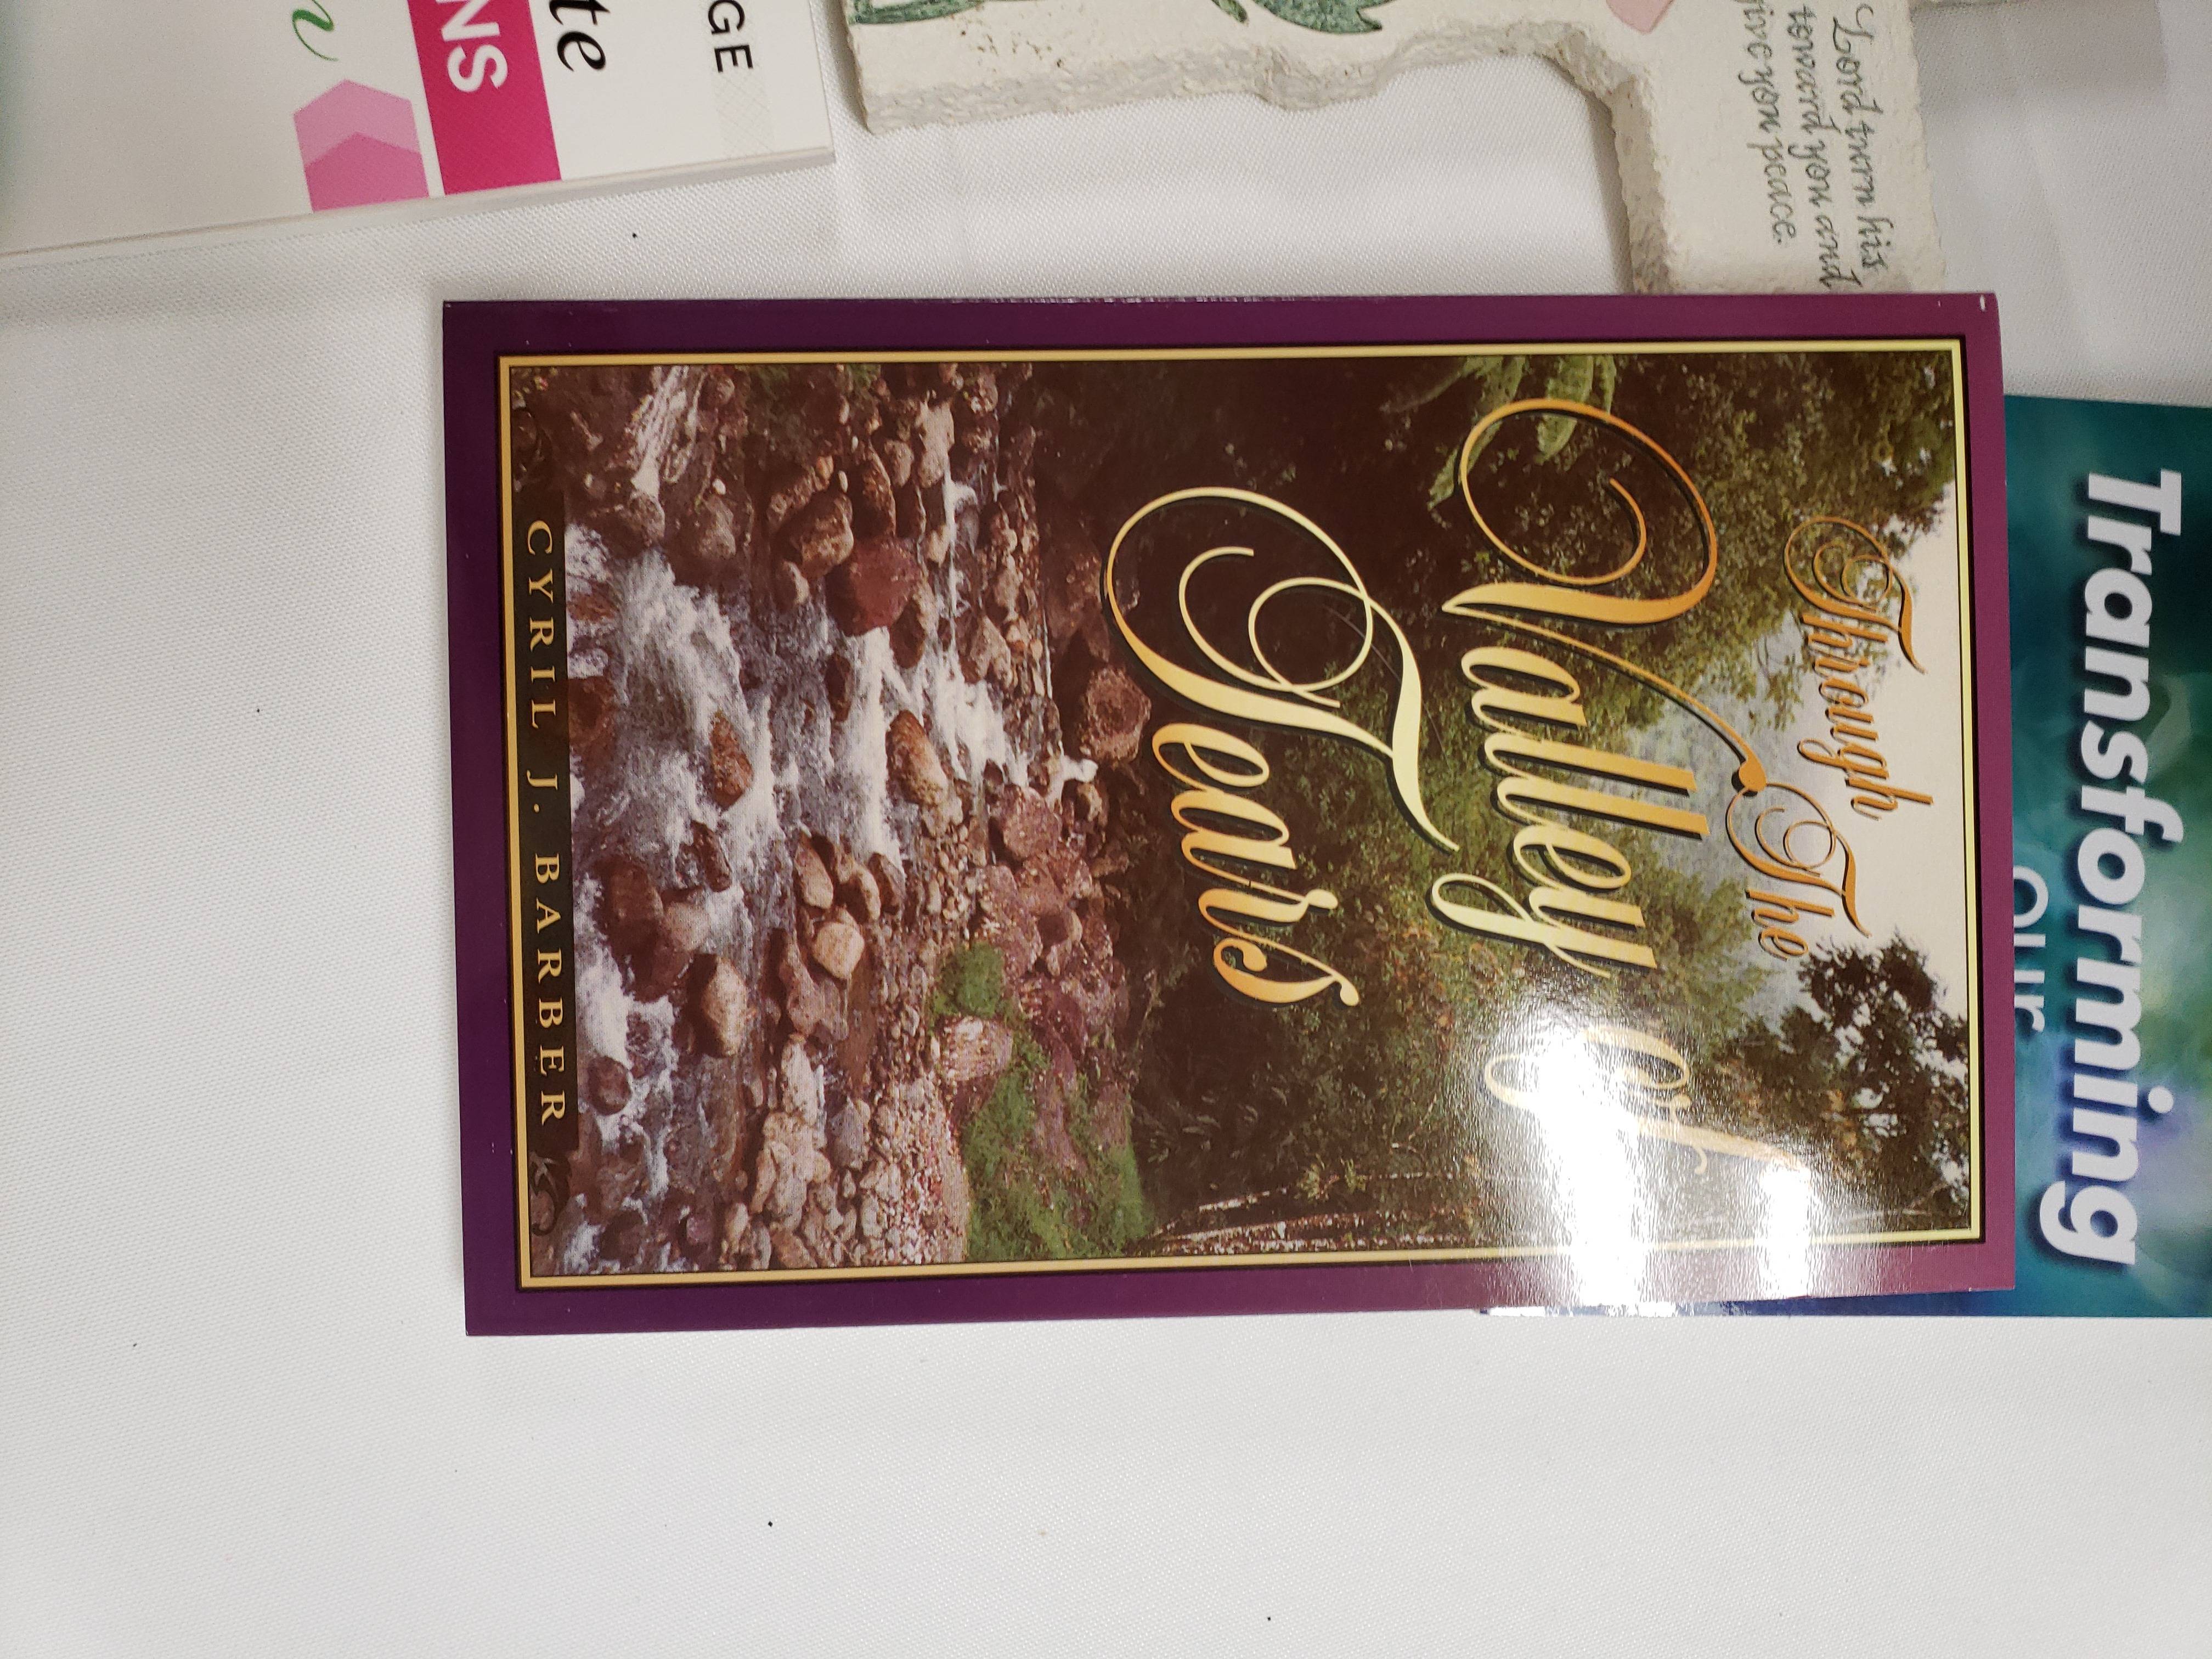 Through The
Valley of
Tears
CYRIL J. BARBER
Transforming
Our
Lord turn his
toward you and
give you peace.
GE
te
NS
n